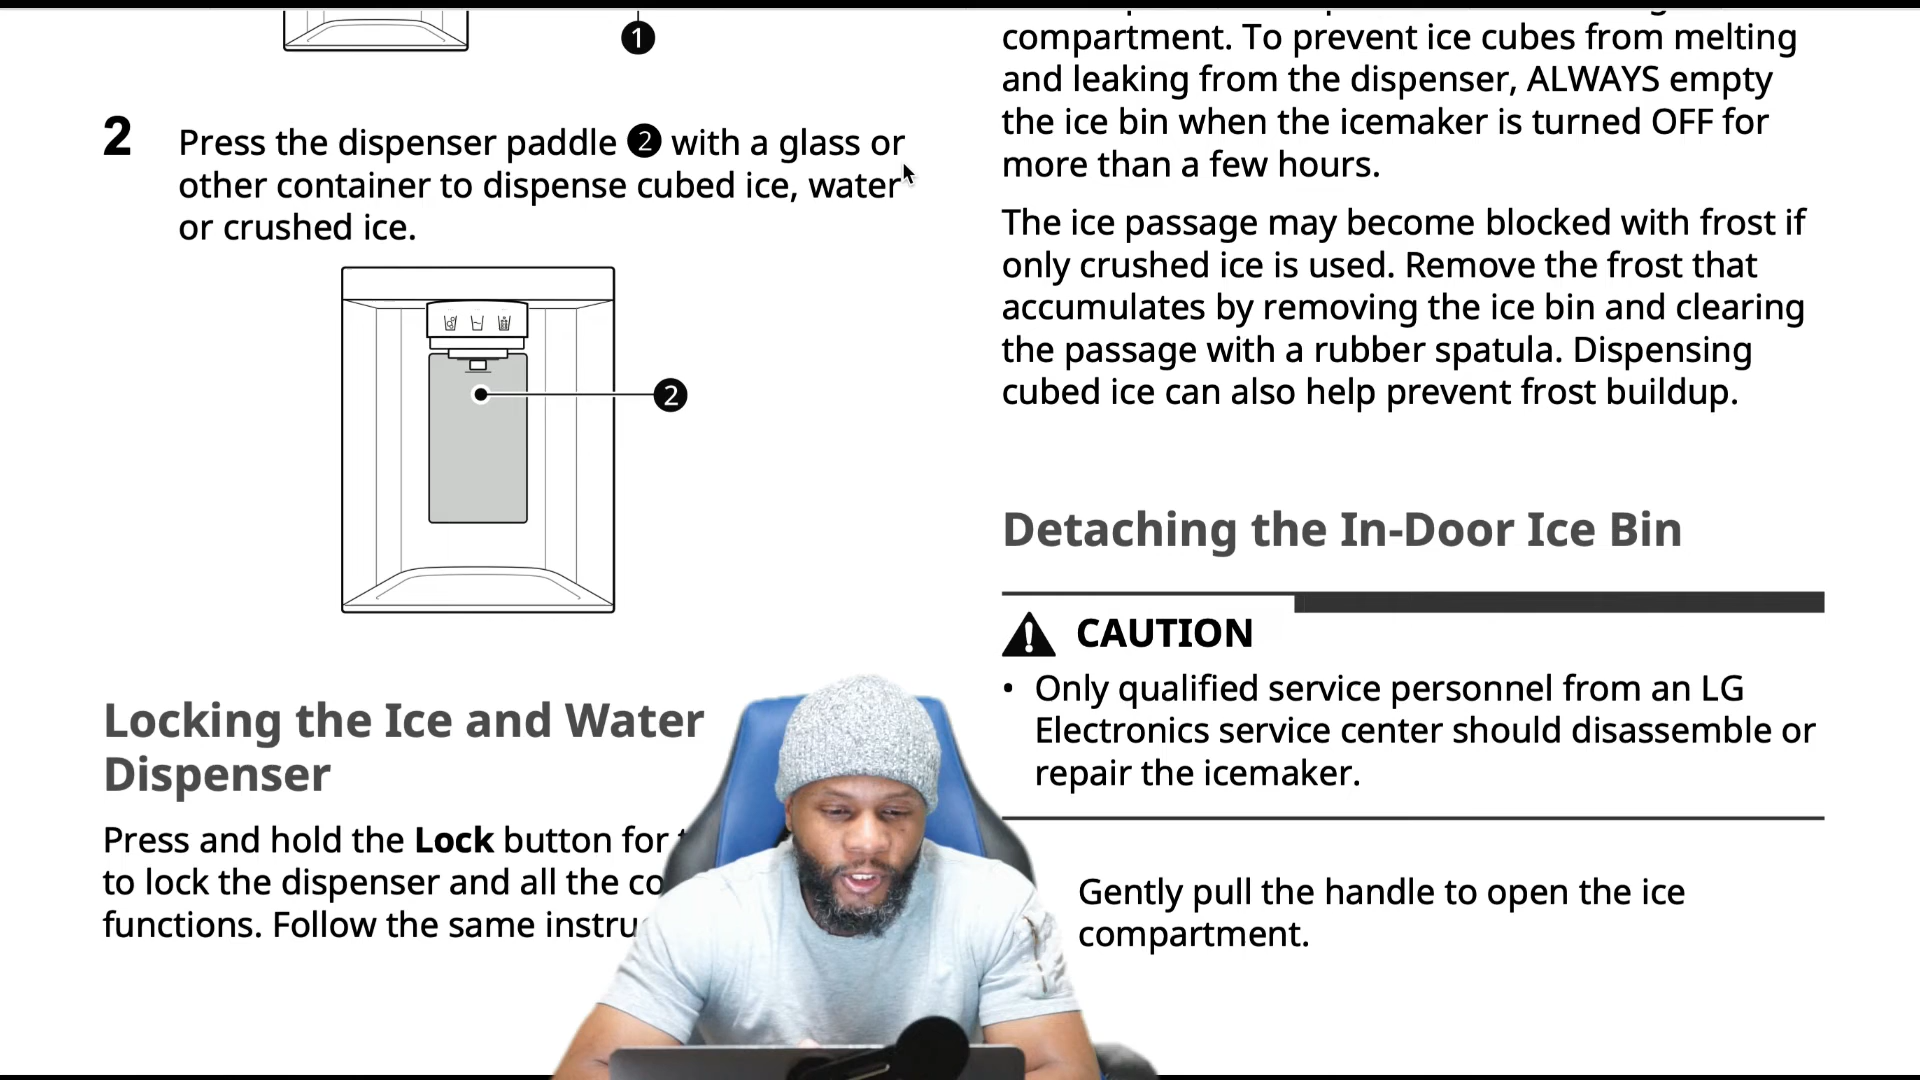 1
2 Press the dispenser paddle 2 with a glass or
other container to dispense cubed ice, water
or crushed ice.
2
Locking the Ice and Water
Dispenser
Press and hold the Lock button for
to lock the dispenser and all the
functions. Follow the same
compartment. To prevent ice cubes from melting
and leaking from the dispenser, ALWAYS empty
the ice bin when the icemaker is turned OFF for
more than a few hours.
The ice passage may become blocked with frost if
only crushed ice is used. Remove the frost that
accumulates by removing the ice bin and clearing
the passage with a rubber spatula. Dispensing
cubed ice can also help prevent frost buildup.
Detaching the In-Door Ice Bin
CAUTION
• Only qualified service personnel from an LG
Electronics service center should disassemble or
repair the icemaker.
Gently pull the handle to open the ice
compartment.